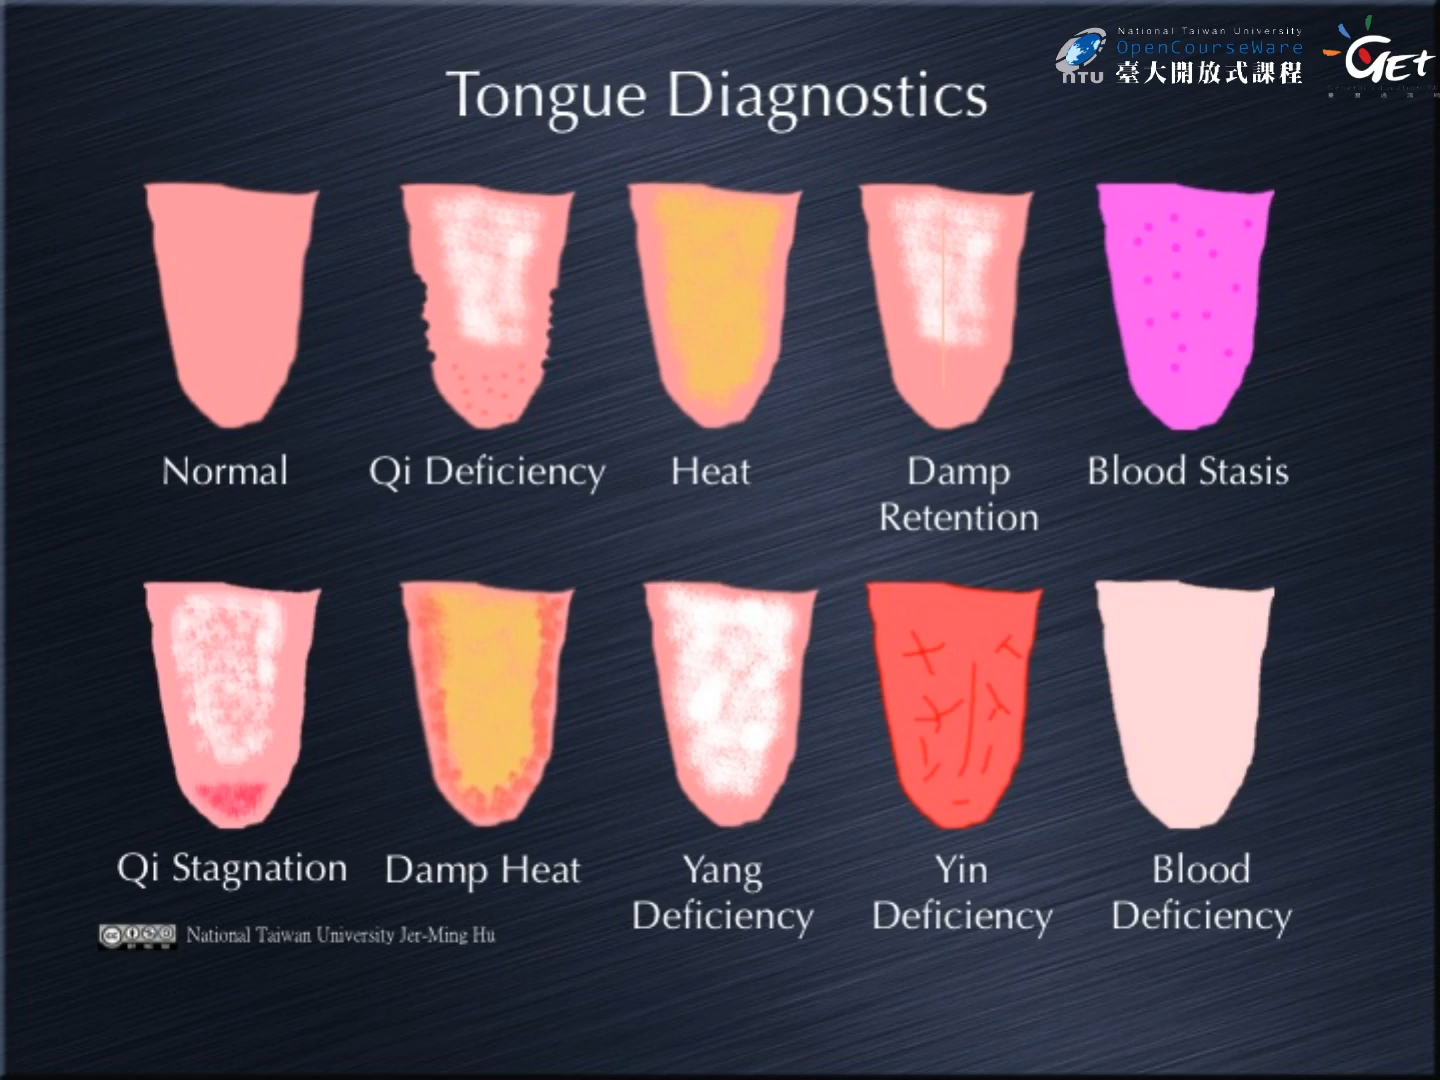 National Taiwan University
OpenCourseWare
NTU 臺大開放式課程
GET
Tongue Diagnostics
Normal
Qi Deficiency
Heat
Damp
Retention
Blood Stasis
Qi Stagnation
Damp Heat
Yang
Deficiency
Yin
Deficiency
Blood
Deficiency
National Taiwan University Jer-Ming Hu